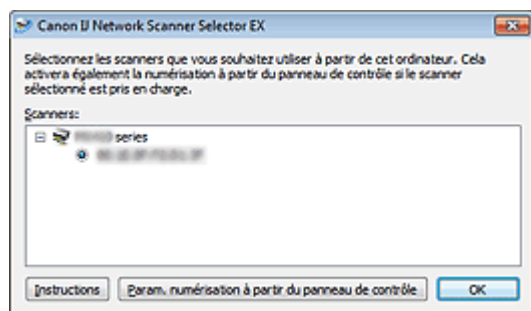 Canon IJ Network Scanner Selector EX
Sélectionnez les scanners que vous souhaitez utiliser à partir de cet ordinateur. Cela
activera également la numérisation à partir du panneau de contrôle si le scanner
sélectionné est pris en charge.
Scanners:
series
Instructions
Param. numérisation à partir du panneau de contrôle
OK